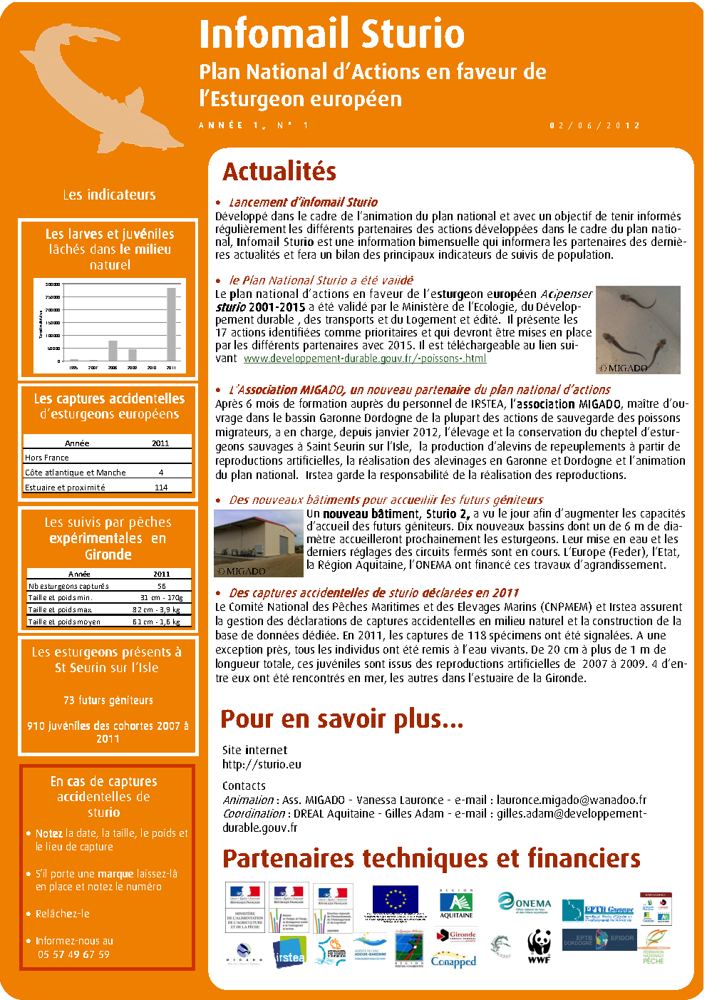 Infomail Sturio
Plan National d'Actions en faveur de
l'Esturgeon européen
ANNÉE 1, N° 1
02/06/2012
Les indicateurs
Les larves et juvéniles
lâchés dans le milieu
naturel
300000
250000
200000
150000
100000
50000
0
1995 2007 2008 2009 2010 2011
Les captures accidentelles
d'esturgeons européens
Année 2011
Hors France
Côte atlantique et Manche 4
Estuaire et proximité 114
Les suivis par pêches
expérimentales en
Gironde
Année 2011
Nb esturgeons capturés 56
Taille et poids min. 31 cm - 170g
Taille et poids max. 82 cm - 3,9 kg
Taille et poids moyen 61 cm - 1,6 kg
Les esturgeons présents à
St Seurin sur l'Isle
73 futurs géniteurs
910 juvéniles des cohortes 2007 à
2011
En cas de captures
accidentelles de
sturio
• Notez la date, la taille, le poids et
le lieu de capture
• S'il porte une marque laissez-là
en place et notez le numéro
• Relâchez-le
• Informez-nous au
05 57 49 67 59
Actualités
• Lancement d'infomail Sturio
Développé dans le cadre de l'animation du plan national et avec un objectif de tenir informés
régulièrement les différents partenaires des actions développées dans le cadre du plan natio-
nal, Infomail Sturio est une information bimensuelle qui informera les partenaires des derniè-
res actualités et fera un bilan des principaux indicateurs de suivis de population.
• le Plan National Sturio a été validé
Le plan national d'actions en faveur de l'esturgeon européen Acipenser
sturio 2001-2015 a été validé par le Ministère de l'Ecologie, du Dévelop-
pement durable , des transports et du Logement et édité. Il présente les
17 actions identifiées comme prioritaires et qui devront être mises en place
par les différents partenaires avec 2015. Il est téléchargeable au lien sui-
vant www.developpement-durable.gouv.fr/-poissons-.html
© MIGADO
• L'Association MIGADO, un nouveau partenaire du plan national d'actions
Après 6 mois de formation auprès du personnel de IRSTEA, l'association MIGADO, maître d'ou-
vrage dans le bassin Garonne Dordogne de la plupart des actions de sauvegarde des poissons
migrateurs, a en charge, depuis janvier 2012, l'élevage et la conservation du cheptel d'estur-
geons sauvages à Saint Seurin sur l'Isle, la production d'alevins de repeuplements à partir de
reproductions artificielles, la réalisation des alevinages en Garonne et Dordogne et l'animation
du plan national. Irstea garde la responsabilité de la réalisation des reproductions.
• Des nouveaux bâtiments pour accueillir les futurs géniteurs
Un nouveau bâtiment, Sturio 2, a vu le jour afin d'augmenter les capacités
d'accueil des futurs géniteurs. Dix nouveaux bassins dont un de 6 m de dia-
mètre accueilleront prochainement les esturgeons. Leur mise en eau et les
derniers réglages des circuits fermés sont en cours. L'Europe (Feder), l'Etat,
la Région Aquitaine, l'ONEMA ont financé ces travaux d'agrandissement.
© MIGADO
• Des captures accidentelles de sturio déclarées en 2011
Le Comité National des Pêches Maritimes et des Elevages Marins (CNPMEM) et Irstea assurent
la gestion des déclarations de captures accidentelles en milieu naturel et la construction de la
base de données dédiée. En 2011, les captures de 118 spécimens ont été signalées. A une
exception près, tous les individus ont été remis à l'eau vivants. De 20 cm à plus de 1 m de
longueur totale, ces juvéniles sont issus des reproductions artificielles de 2007 à 2009. 4 d'en-
tre eux ont été rencontrés en mer, les autres dans l'estuaire de la Gironde.
Pour en savoir plus...
Site internet
http://sturio.eu
Contacts
Animation : Ass. MIGADO - Vanessa Lauronce - e-mail : lauronce.migado@wanadoo.fr
Coordination : DREAL Aquitaine - Gilles Adam - e-mail : gilles.adam@developpement-
durable.gouv.fr
Partenaires techniques et financiers
MINISTÈRE
DE L'ALIMENTATION
DE L'AGRICULTURE
ET DE LA PÊCHE
RÉGION
AQUITAINE
ONEMA
EPTB Garonne
MIGADO
irstea
AGENCE DE L'EAU
ADOUR-GARONNE
POITOU-CHARENTES
Gironde
Conapped
WWF
EPTB
DORDOGNE
EPIDOR
FÉDÉRATION
NATIONALE
PÊCHE